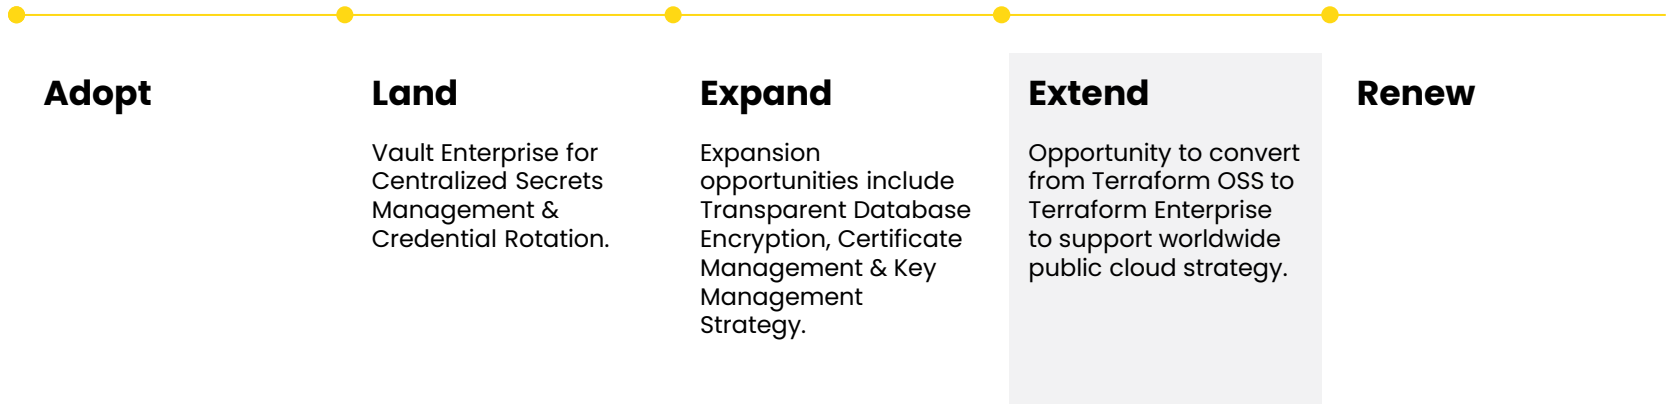 Adopt
Land
Vault Enterprise for
Centralized Secrets
Management &
Credential Rotation.
Expand
Expansion
opportunities include
Transparent Database
Encryption, Certificate
Management & Key
Management
Strategy.
Extend
Opportunity to convert
from Terraform OSS to
Terraform Enterprise
to support worldwide
public cloud strategy.
Renew